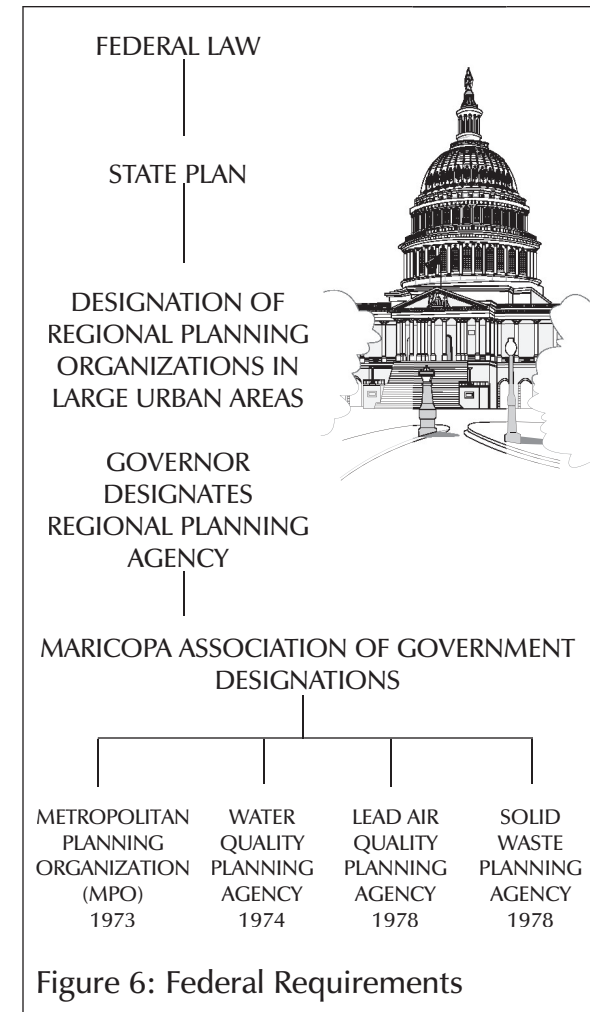 FEDERAL LAW
STATE PLAN
DESIGNATION OF
REGIONAL PLANNING
ORGANIZATIONS IN
LARGE URBAN AREAS
GOVERNOR
DESIGNATES
REGIONAL PLANNING
AGENCY
MARICOPA ASSOCIATION OF GOVERNMENT
DESIGNATIONS
METROPOLITAN
PLANNING
ORGANIZATION
(MPO)
1973
WATER
QUALITY
PLANNING
AGENCY
1974
LEAD AIR
QUALITY
PLANNING
AGENCY
1978
SOLID
WASTE
PLANNING
AGENCY
1978
Figure 6: Federal Requirements